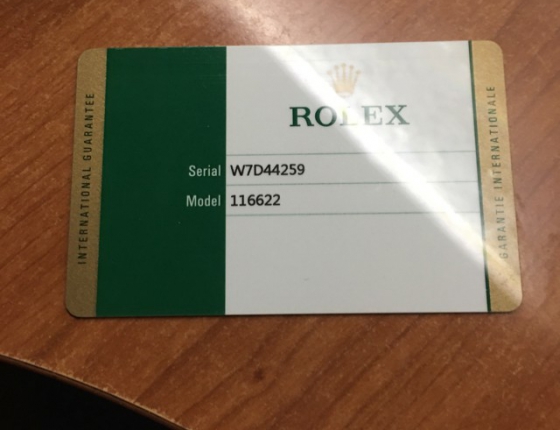 INTERNATIONAL GUARANTEE
ROLEX
Serial W7D44259
Model 116622
GARANTIE INTERNATIONALE